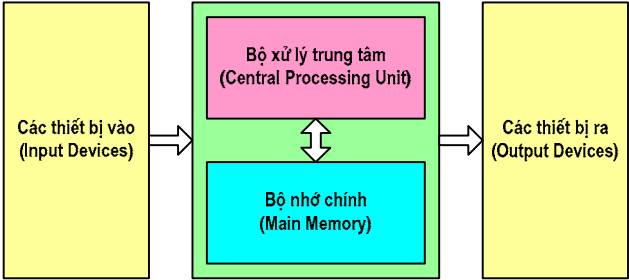 Các thiết bị vào
(Input Devices)
Bộ xử lý trung tâm
(Central Processing Unit)
Bộ nhớ chính
(Main Memory)
Các thiết bị ra
(Output Devices)